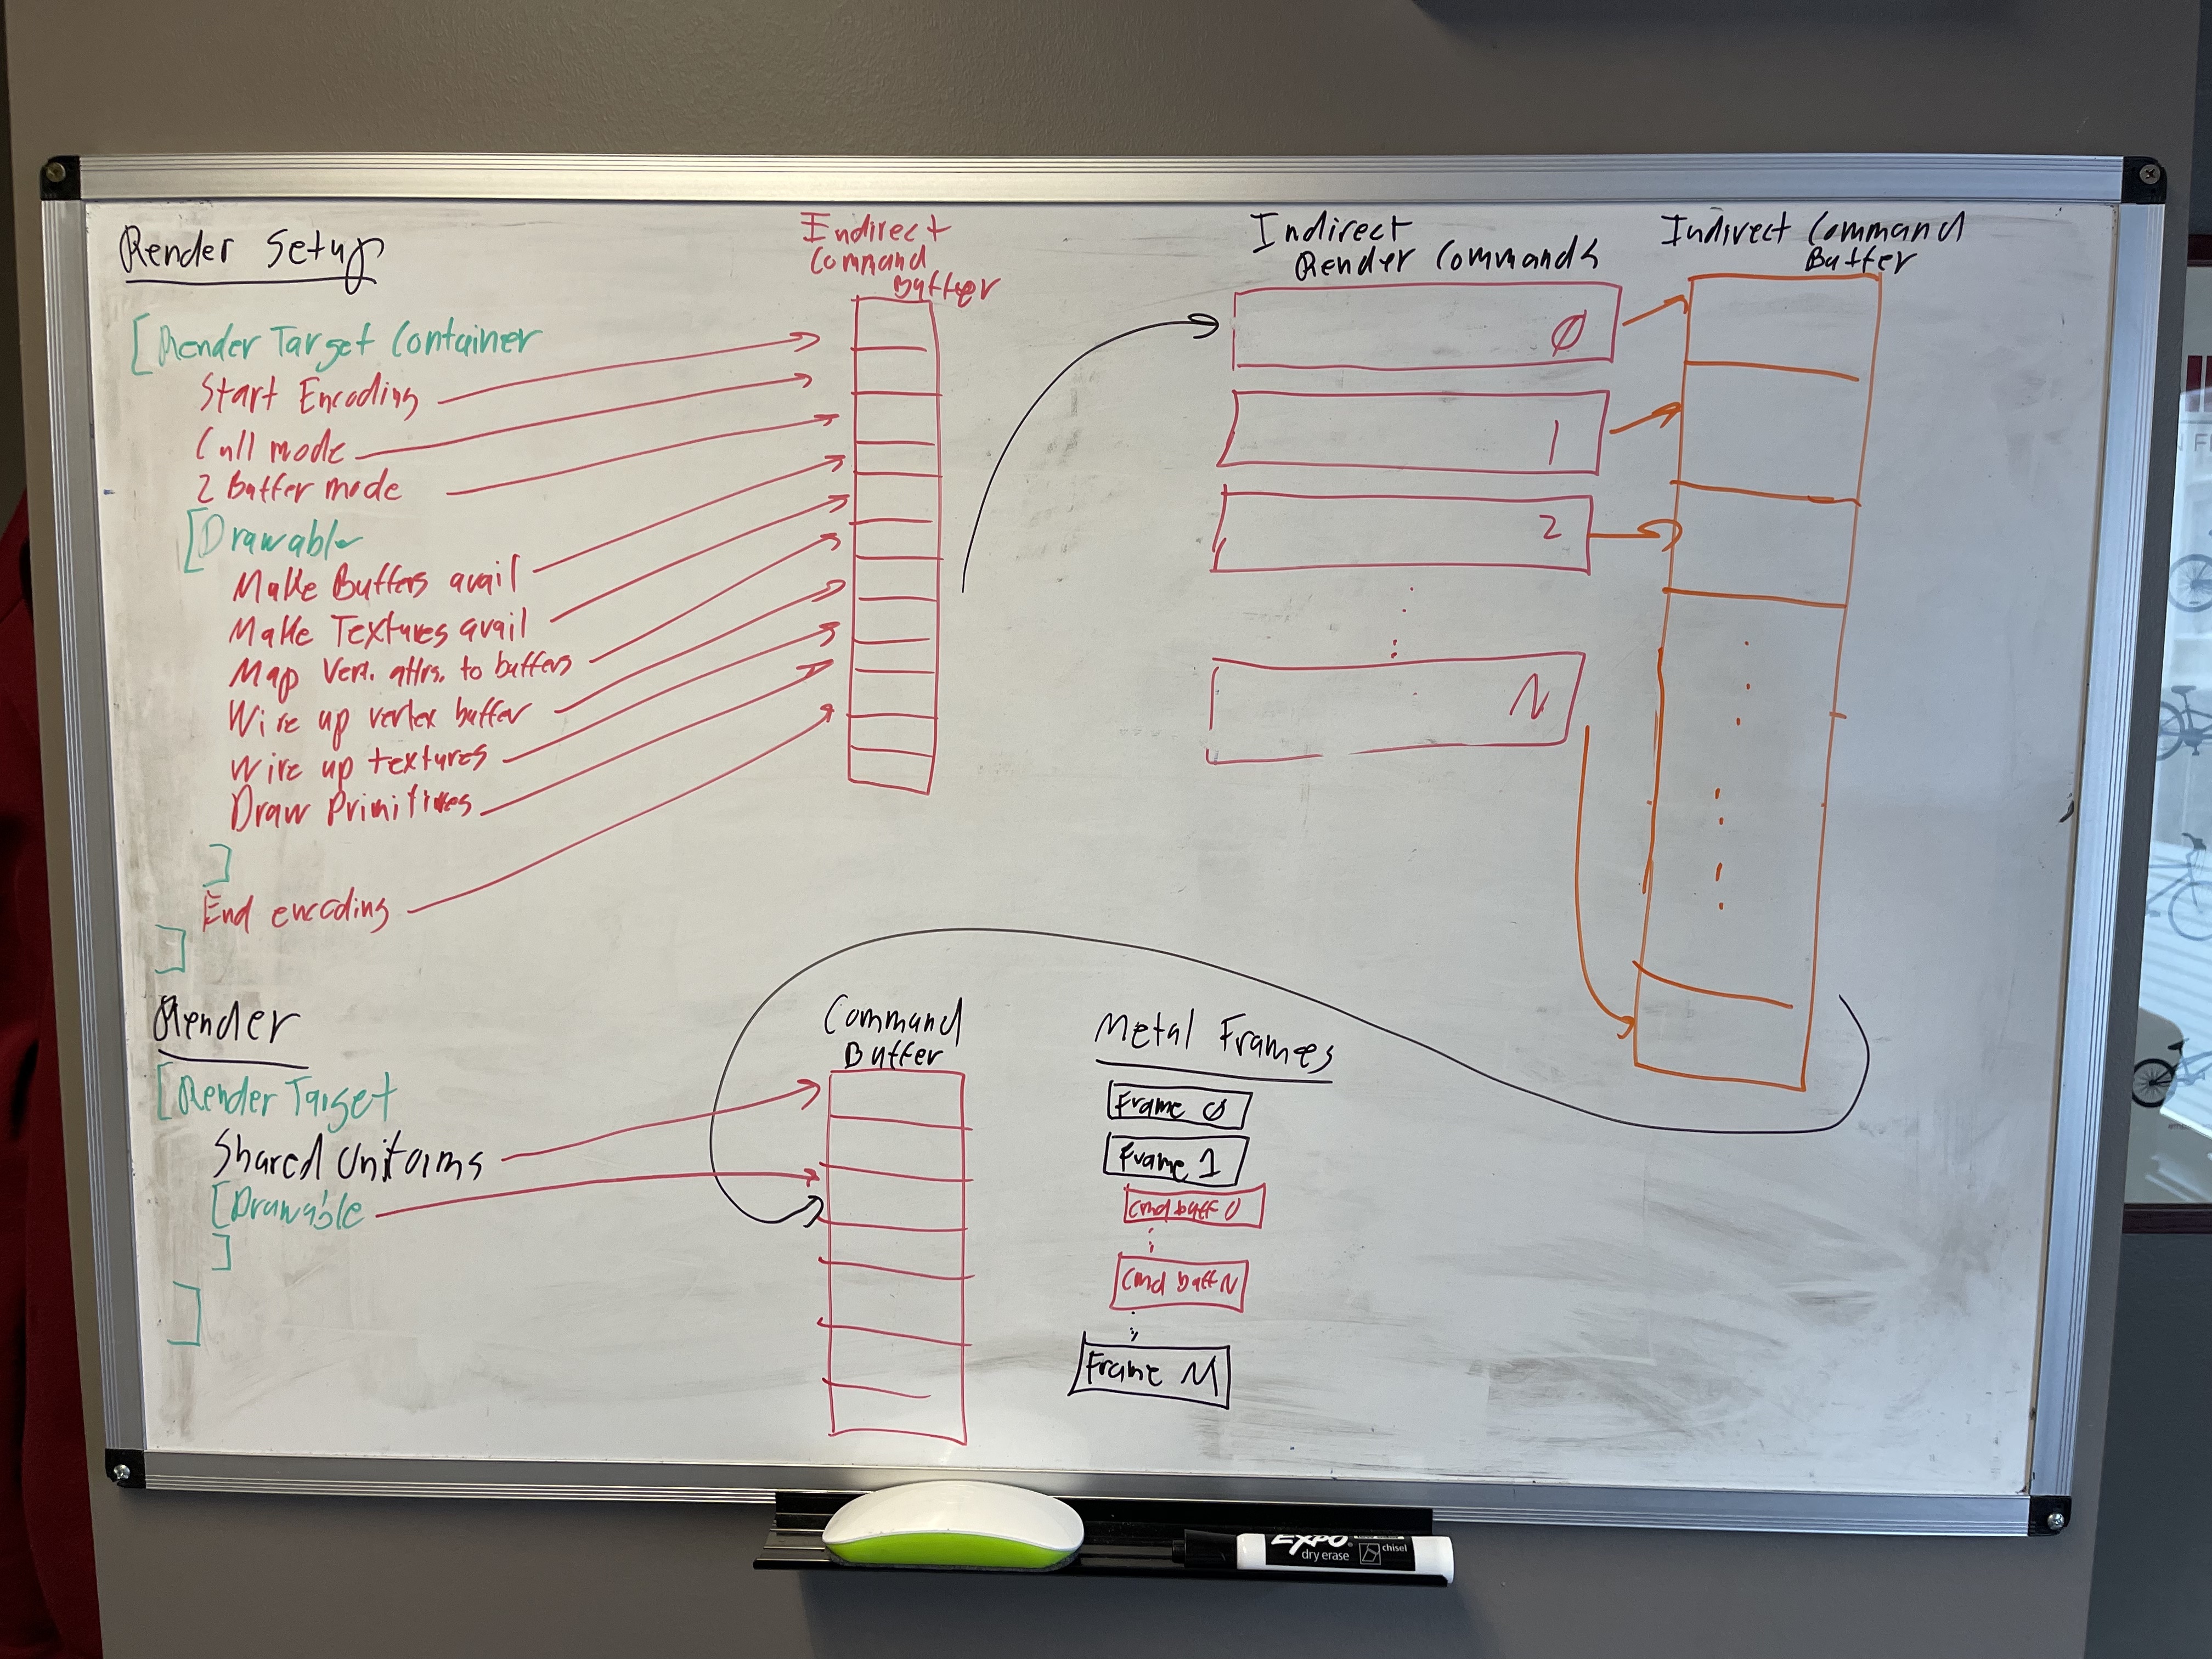 Render Setup
[Render Target Container
Start Encoding
Cull mode
Z Buffer mode
[Drawable
Make Buffers avail
Make Textures avail
Map Vert. attrs. to buffers
Wire up vertex buffer
Wire up textures
Draw Primitives
]
End encoding
]
Indirect
Command
Buffer
Indirect
Render Commands
0
1
2
N
Indirect Command
Buffer
Render
[Render Target
Shared Uniforms
[Drawable
]
]
Command
Buffer
Metal Frames
Frame 0
Frame 1
Cmd buff 0
Cmd buff N
Frame M
EXPO
dry erase
chisel